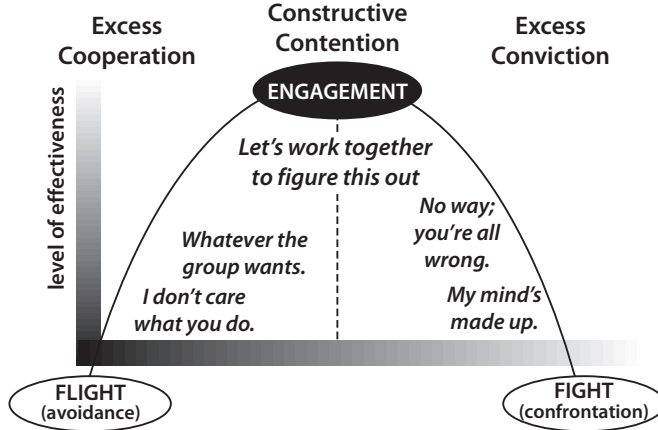 Excess
Cooperation
Constructive
Contention
Excess
Conviction
ENGAGEMENT
level of effectiveness
Let's work together
to figure this out
No way;
you're all
wrong.
Whatever the
group wants.
I don't care
what you do.
My mind's
made up.
FLIGHT
(avoidance)
FIGHT
(confrontation)